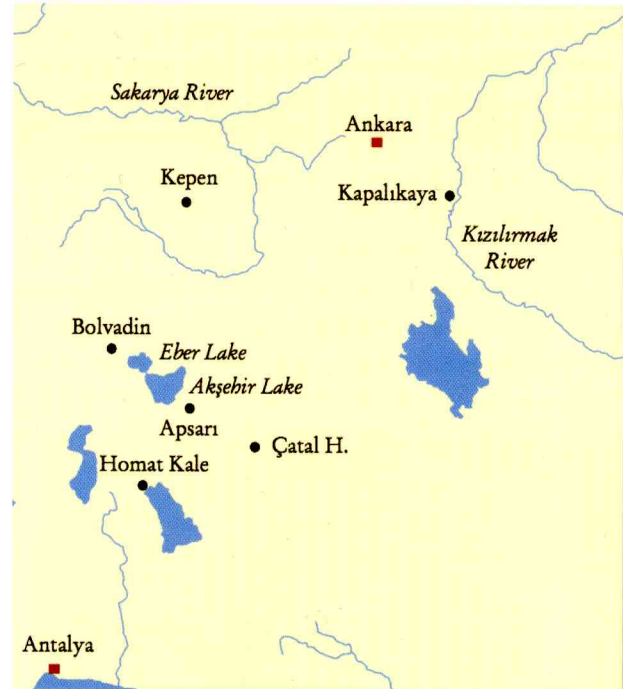 Sakarya River
Ankara
Kepen
Kapalıkaya
Kızılırmak
River
Bolvadin
Eber Lake
Akşehir Lake
Apsarı
Çatal H.
Homat Kale
Antalya